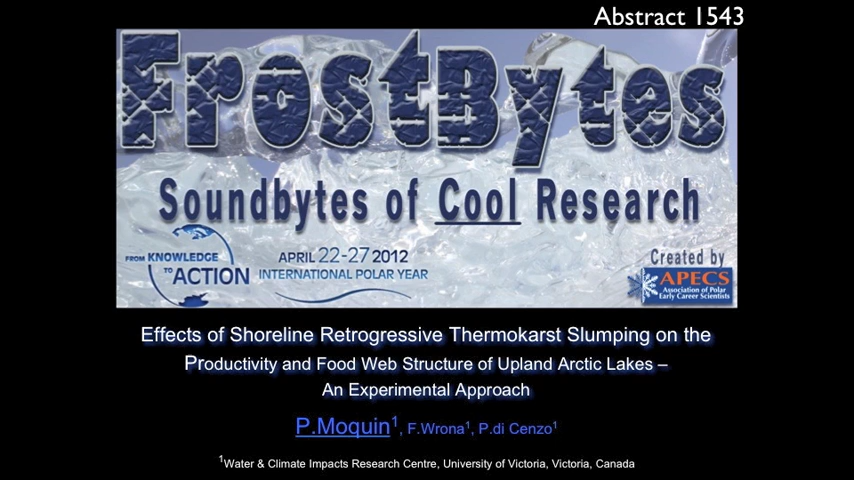 Abstract 1543
FrostBytes
Soundbytes of Cool Research
FROM KNOWLEDGE
TO ACTION
APRIL 22-27 2012
INTERNATIONAL POLAR YEAR
Created by
APECS
Association of Polar
Early Career Scientists
Effects of Shoreline Retrogressive Thermokarst Slumping on the
Productivity and Food Web Structure of Upland Arctic Lakes –
An Experimental Approach
P.Moquin¹, F.Wrona¹, P.di Cenzo¹
¹Water & Climate Impacts Research Centre, University of Victoria, Victoria, Canada